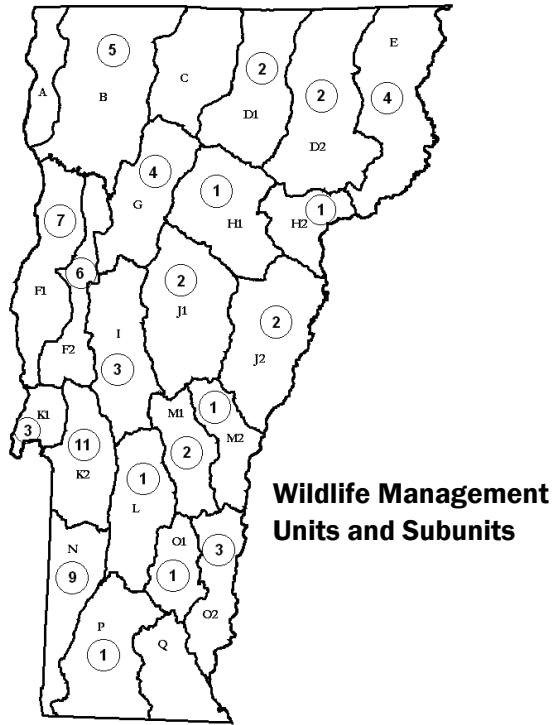 E
5
C
2
A
B
2
4
D1
D2
4
G
1
H1
1
H2
7
6
2
F1
J1
2
I
F2
J2
3
K1
M1
1
3
11
M2
2
K2
1
L
Wildlife Management
Units and Subunits
N
O1
3
9
1
O2
P
Q
1